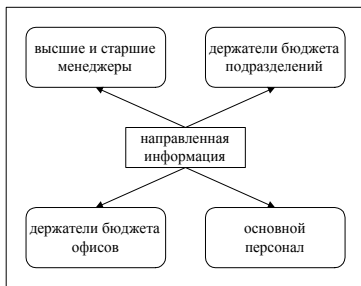 высшие и старшие
менеджеры
держатели бюджета
подразделений
направленная
информация
держатели бюджета
офисов
основной
персонал